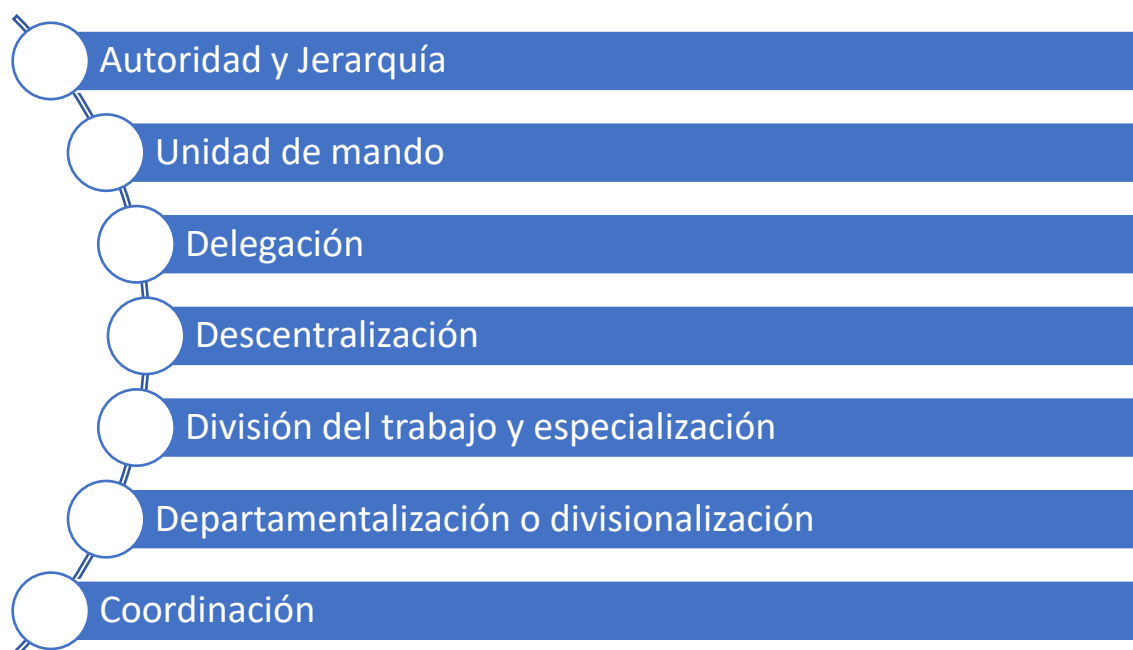 Autoridad y Jerarquía
Unidad de mando
Delegación
Descentralización
División del trabajo y especialización
Departamentalización o divisionalización
Coordinación